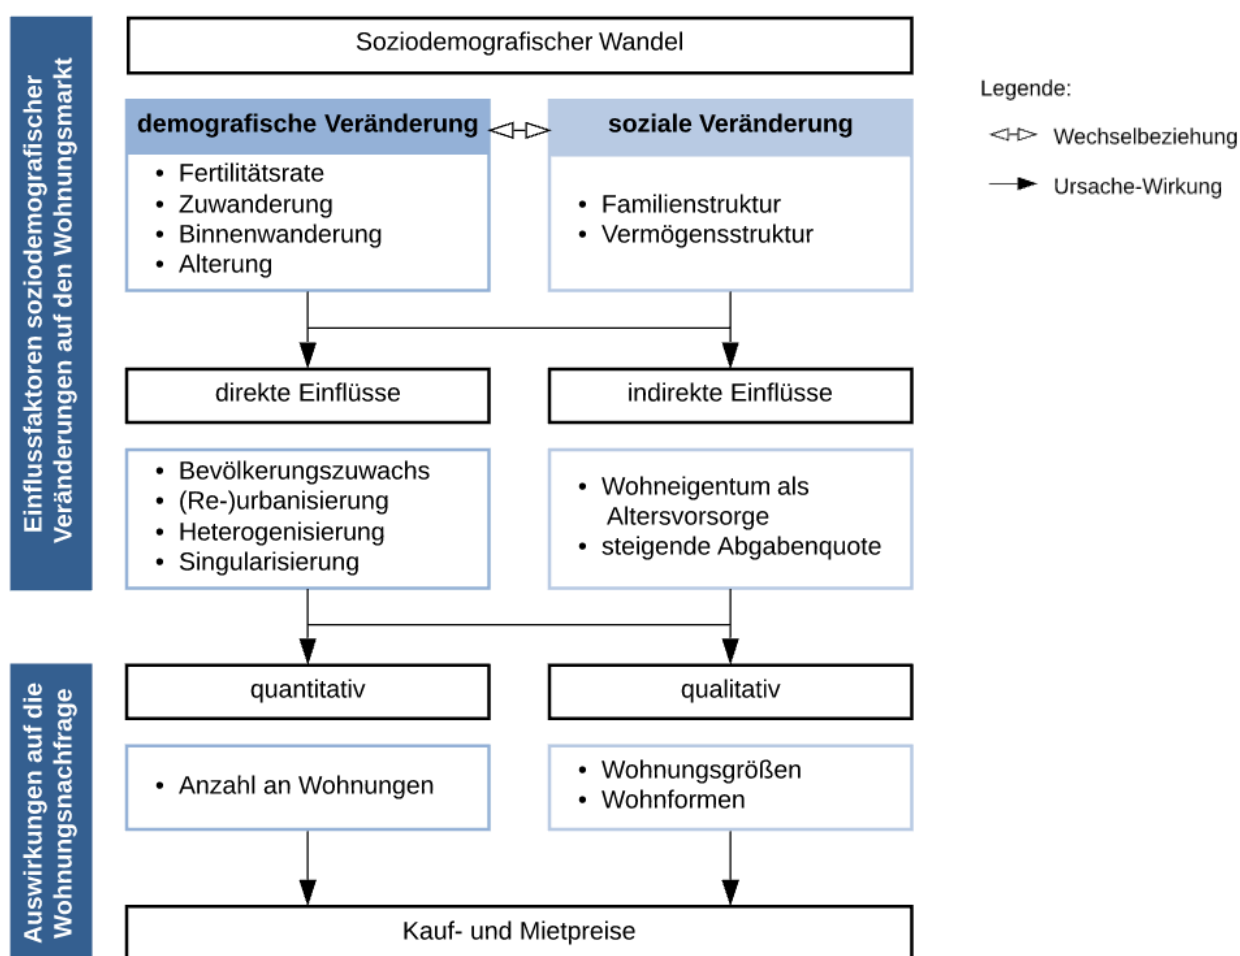 Einflussfaktoren soziodemografischer
Veränderungen auf den Wohnungsmarkt
Soziodemografischer Wandel
demografische Veränderung
• Fertilitätsrate
• Zuwanderung
• Binnenwanderung
• Alterung
soziale Veränderung
• Familienstruktur
• Vermögensstruktur
Legende:
Wechselbeziehung
Ursache-Wirkung
direkte Einflüsse
• Bevölkerungszuwachs
• (Re-)urbanisierung
• Heterogenisierung
• Singularisierung
indirekte Einflüsse
• Wohneigentum als
Altersvorsorge
• steigende Abgabenquote
Auswirkungen auf die
Wohnungsnachfrage
quantitativ
• Anzahl an Wohnungen
qualitativ
• Wohnungsgrößen
• Wohnformen
Kauf- und Mietpreise